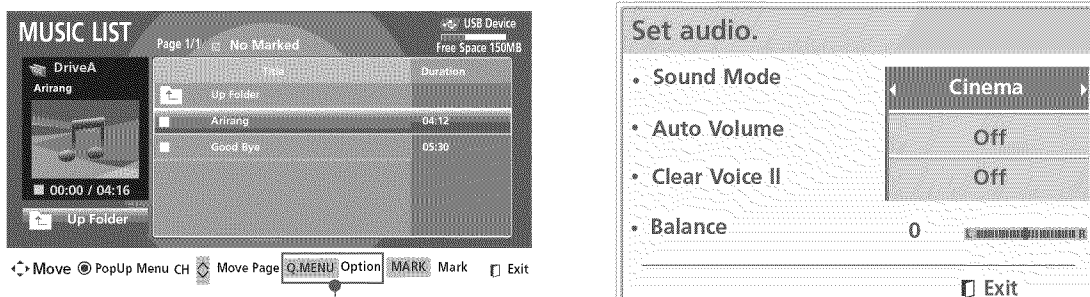 MUSIC LIST
Page 1/1 No Marked
USB Device
Free Space 150MB
DriveA
Arirang
Title Duration
Up Folder
Arirang 04:12
Good Bye 05:30
00:00 / 04:16
Up Folder
Move PopUp Menu CH Move Page Q.MENU Option MARK Mark Exit
Set audio.
• Sound Mode Cinema
• Auto Volume Off
• Clear Voice II Off
• Balance 0 L R
Exit